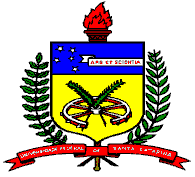 ARS ET SCIENTIA
UNIVERSIDADE FEDERAL DE SANTA CATARINA